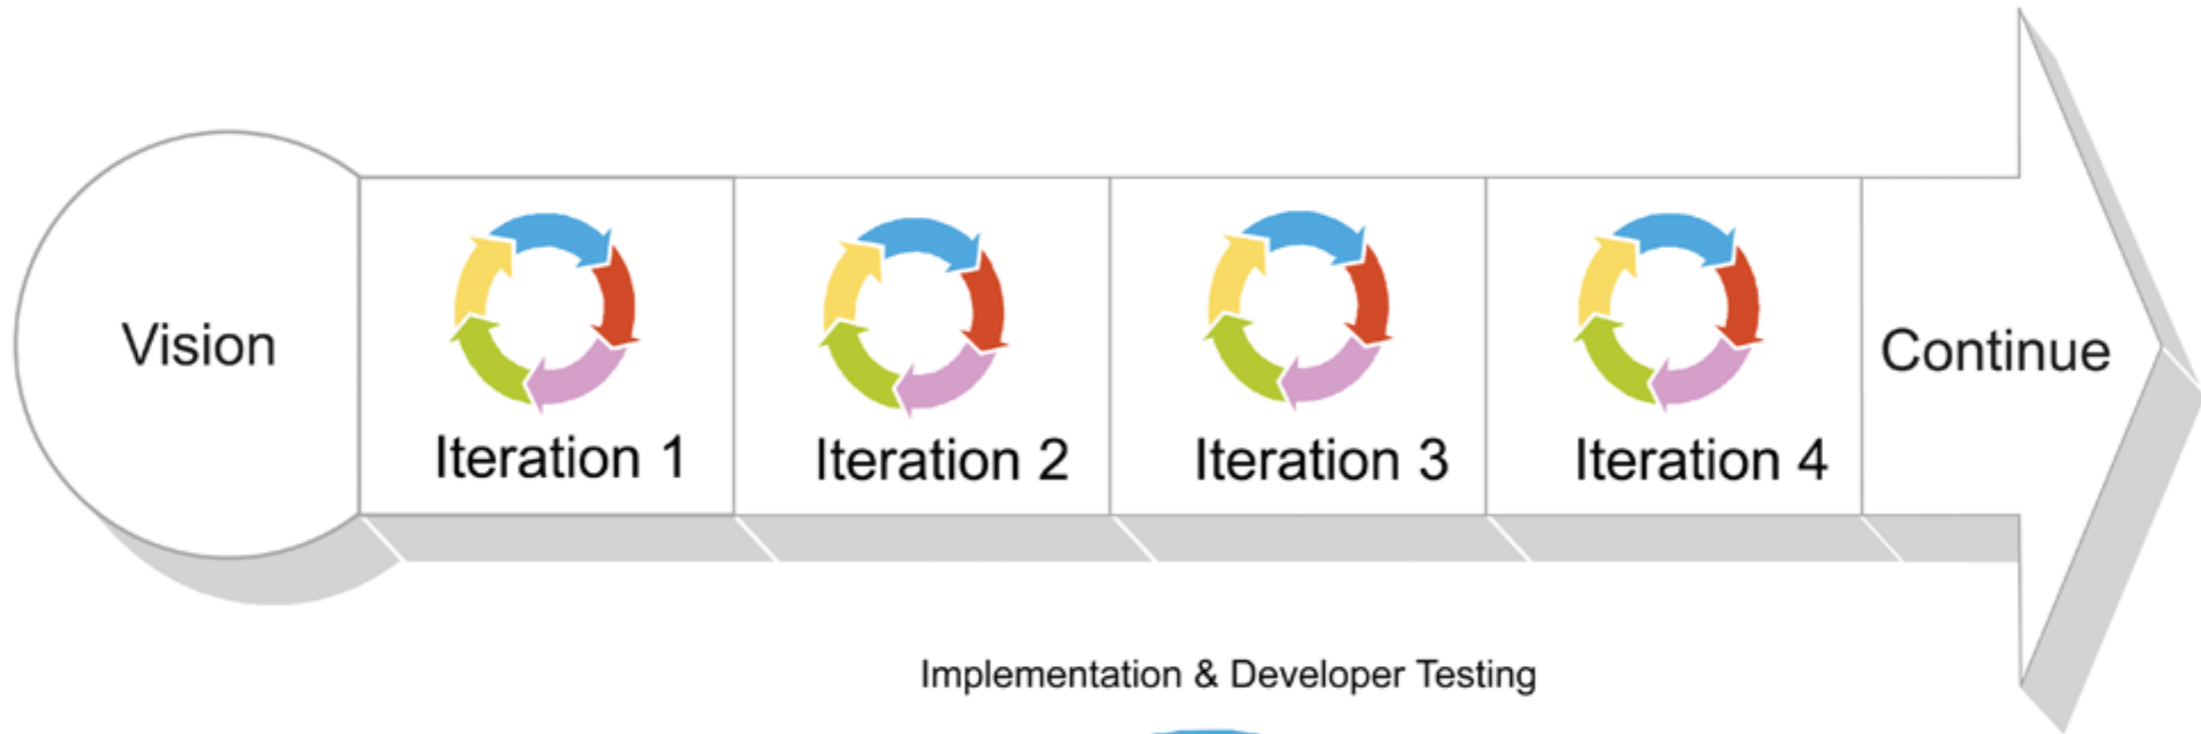 Vision
Iteration 1
Iteration 2
Iteration 3
Iteration 4
Continue
Implementation & Developer Testing